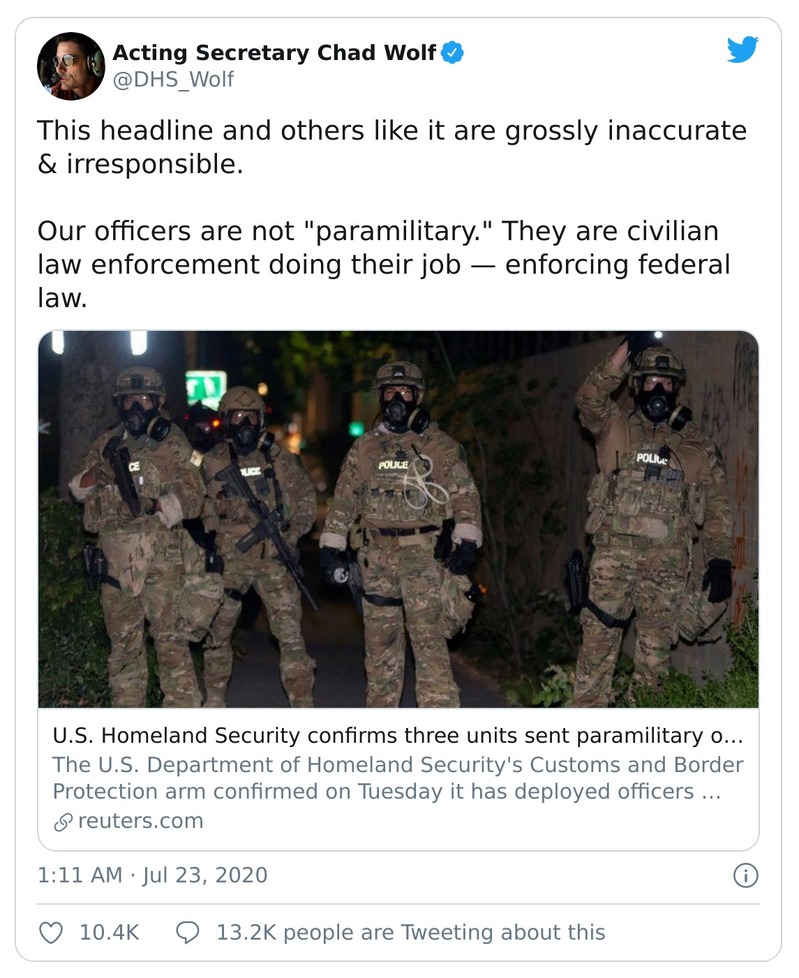 Acting Secretary Chad Wolf
@DHS_Wolf
This headline and others like it are grossly inaccurate
& irresponsible.
Our officers are not "paramilitary." They are civilian
law enforcement doing their job — enforcing federal
law.
CE
LICE
POLICE
POLIC
U.S. Homeland Security confirms three units sent paramilitary o…
The U.S. Department of Homeland Security's Customs and Border
Protection arm confirmed on Tuesday it has deployed officers …
reuters.com
1:11 AM · Jul 23, 2020
10.4K 13.2K people are Tweeting about this